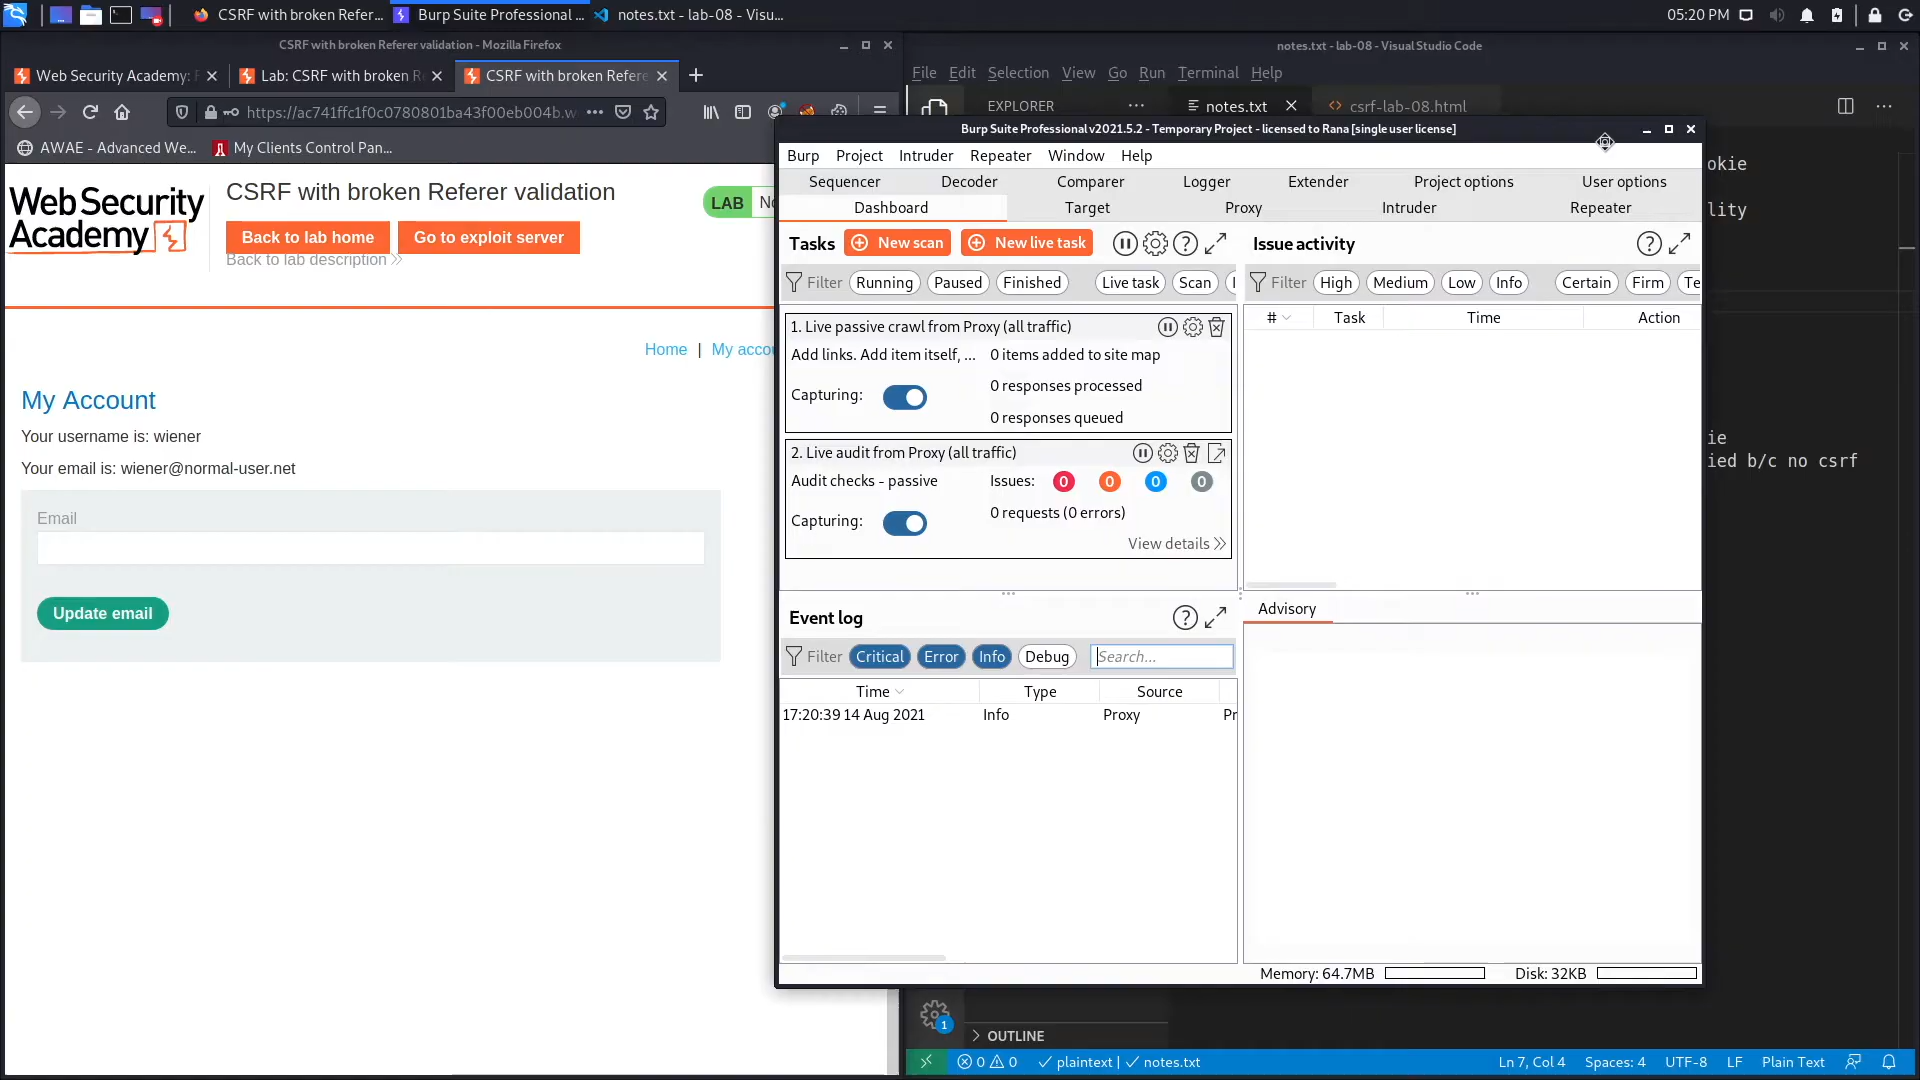 CSRF with broken Refer...
Burp Suite Professional ...
notes.txt - lab-08 - Visu...
05:20 PM
CSRF with broken Referer validation - Mozilla Firefox
notes.txt - lab-08 - Visual Studio Code
Web Security Academy:
Lab: CSRF with broken R
CSRF with broken Refere
File Edit Selection View Go Run Terminal Help
https://ac741ffc1f0c0780801ba43f00eb004b.w
EXPLORER
notes.txt
csrf-lab-08.html
AWAE - Advanced We...
My Clients Control Pan...
Burp Suite Professional v2021.5.2 - Temporary Project - licensed to Rana [single user license]
Burp Project Intruder Repeater Window Help
Sequencer Decoder Comparer Logger Extender Project options User options
Dashboard Target Proxy Intruder Repeater
Web Security
Academy
CSRF with broken Referer validation
LAB
Back to lab home
Go to exploit server
Back to lab description
Home | My accou
My Account
Your username is: wiener
Your email is: wiener@normal-user.net
Email
Update email
Tasks
New scan
New live task
Filter Running Paused Finished Live task Scan
1. Live passive crawl from Proxy (all traffic)
Add links. Add item itself, ...
0 items added to site map
Capturing:
0 responses processed
0 responses queued
2. Live audit from Proxy (all traffic)
Audit checks - passive
Issues: 0 0 0 0
Capturing:
0 requests (0 errors)
View details
Issue activity
Filter High Medium Low Info Certain Firm Te
# Task Time Action
Event log
Filter Critical Error Info Debug Search...
Time Type Source
17:20:39 14 Aug 2021 Info Proxy Pr
Advisory
Memory: 64.7MB
Disk: 32KB
okie
lity
ie
ied b/c no csrf
1
OUTLINE
0 0
plaintext | notes.txt
Ln 7, Col 4
Spaces: 4
UTF-8
LF
Plain Text